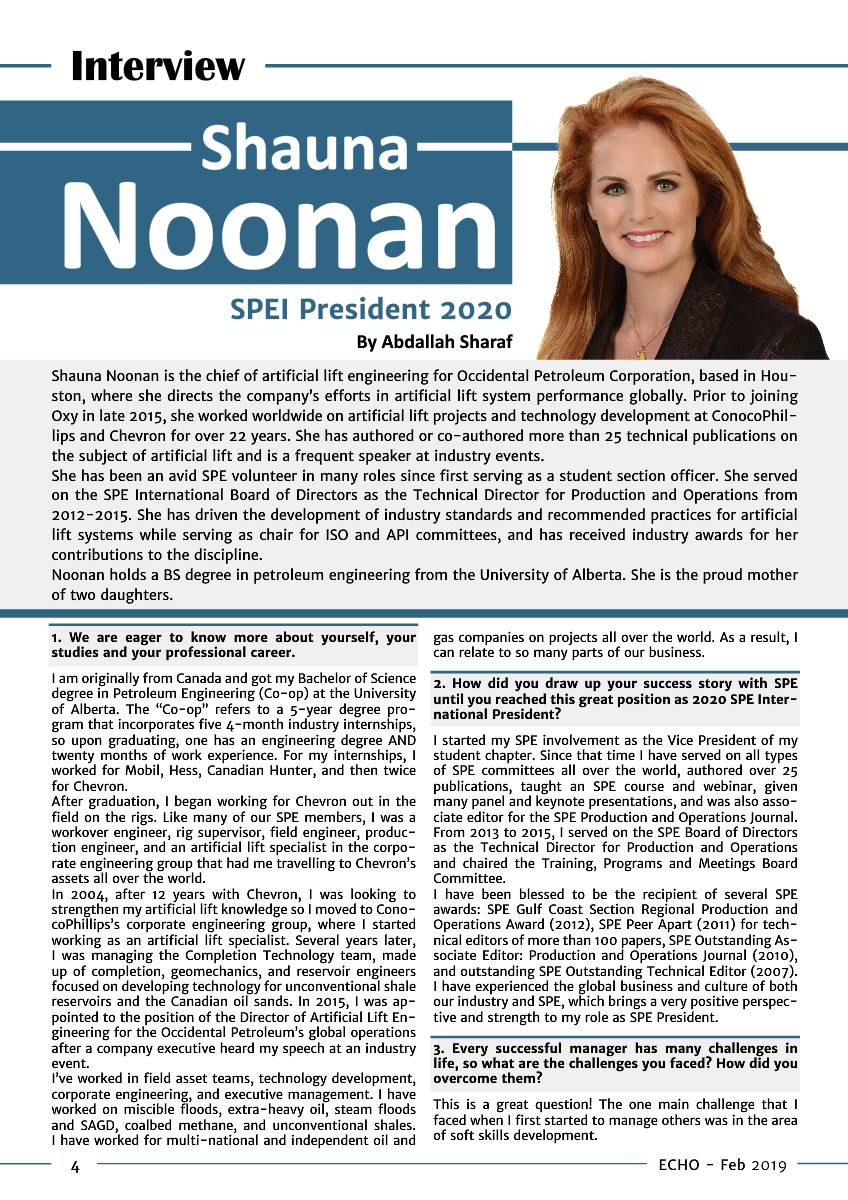 Interview
Shauna
Noonan
SPEI President 2020
By Abdallah Sharaf
Shauna Noonan is the chief of artificial lift engineering for Occidental Petroleum Corporation, based in Hou-
ston, where she directs the company's efforts in artificial lift system performance globally. Prior to joining
Oxy in late 2015, she worked worldwide on artificial lift projects and technology development at ConocoPhil-
lips and Chevron for over 22 years. She has authored or co-authored more than 25 technical publications on
the subject of artificial lift and is a frequent speaker at industry events.
She has been an avid SPE volunteer in many roles since first serving as a student section officer. She served
on the SPE International Board of Directors as the Technical Director for Production and Operations from
2012-2015. She has driven the development of industry standards and recommended practices for artificial
lift systems while serving as chair for ISO and API committees, and has received industry awards for her
contributions to the discipline.
Noonan holds a BS degree in petroleum engineering from the University of Alberta. She is the proud mother
of two daughters.
1. We are eager to know more about yourself, your
studies and your professional career.
I am originally from Canada and got my Bachelor of Science
degree in Petroleum Engineering (Co-op) at the University
of Alberta. The “Co-op” refers to a 5-year degree pro-
gram that incorporates five 4-month industry internships,
so upon graduating, one has an engineering degree AND
twenty months of work experience. For my internships, I
worked for Mobil, Hess, Canadian Hunter, and then twice
for Chevron.
After graduation, I began working for Chevron out in the
field on the rigs. Like many of our SPE members, I was a
workover engineer, rig supervisor, field engineer, produc-
tion engineer, and an artificial lift specialist in the corpo-
rate engineering group that had me travelling to Chevron's
assets all over the world.
In 2004, after 12 years with Chevron, I was looking to
strengthen my artificial lift knowledge so I moved to Cono-
coPhillips's corporate engineering group, where I started
working as an artificial lift specialist. Several years later,
I was managing the Completion Technology team, made
up of completion, geomechanics, and reservoir engineers
focused on developing technology for unconventional shale
reservoirs and the Canadian oil sands. In 2015, I was ap-
pointed to the position of the Director of Artificial Lift En-
gineering for the Occidental Petroleum's global operations
after a company executive heard my speech at an industry
event.
I've worked in field asset teams, technology development,
corporate engineering, and executive management. I have
worked on miscible floods, extra-heavy oil, steam floods
and SAGD, coalbed methane, and unconventional shales.
I have worked for multi-national and independent oil and
gas companies on projects all over the world. As a result, I
can relate to so many parts of our business.
2. How did you draw up your success story with SPE
until you reached this great position as 2020 SPE Inter-
national President?
I started my SPE involvement as the Vice President of my
student chapter. Since that time I have served on all types
of SPE committees all over the world, authored over 25
publications, taught an SPE course and webinar, given
many panel and keynote presentations, and was also asso-
ciate editor for the SPE Production and Operations Journal.
From 2013 to 2015, I served on the SPE Board of Directors
as the Technical Director for Production and Operations
and chaired the Training, Programs and Meetings Board
Committee.
I have been blessed to be the recipient of several SPE
awards: SPE Gulf Coast Section Regional Production and
Operations Award (2012), SPE Peer Apart (2011) for tech-
nical editors of more than 100 papers, SPE Outstanding As-
sociate Editor: Production and Operations Journal (2010),
and outstanding SPE Outstanding Technical Editor (2007).
I have experienced the global business and culture of both
our industry and SPE, which brings a very positive perspec-
tive and strength to my role as SPE President.
3. Every successful manager has many challenges in
life, so what are the challenges you faced? How did you
overcome them?
This is a great question! The one main challenge that I
faced when I first started to manage others was in the area
of soft skills development.
4
ECHO - Feb 2019